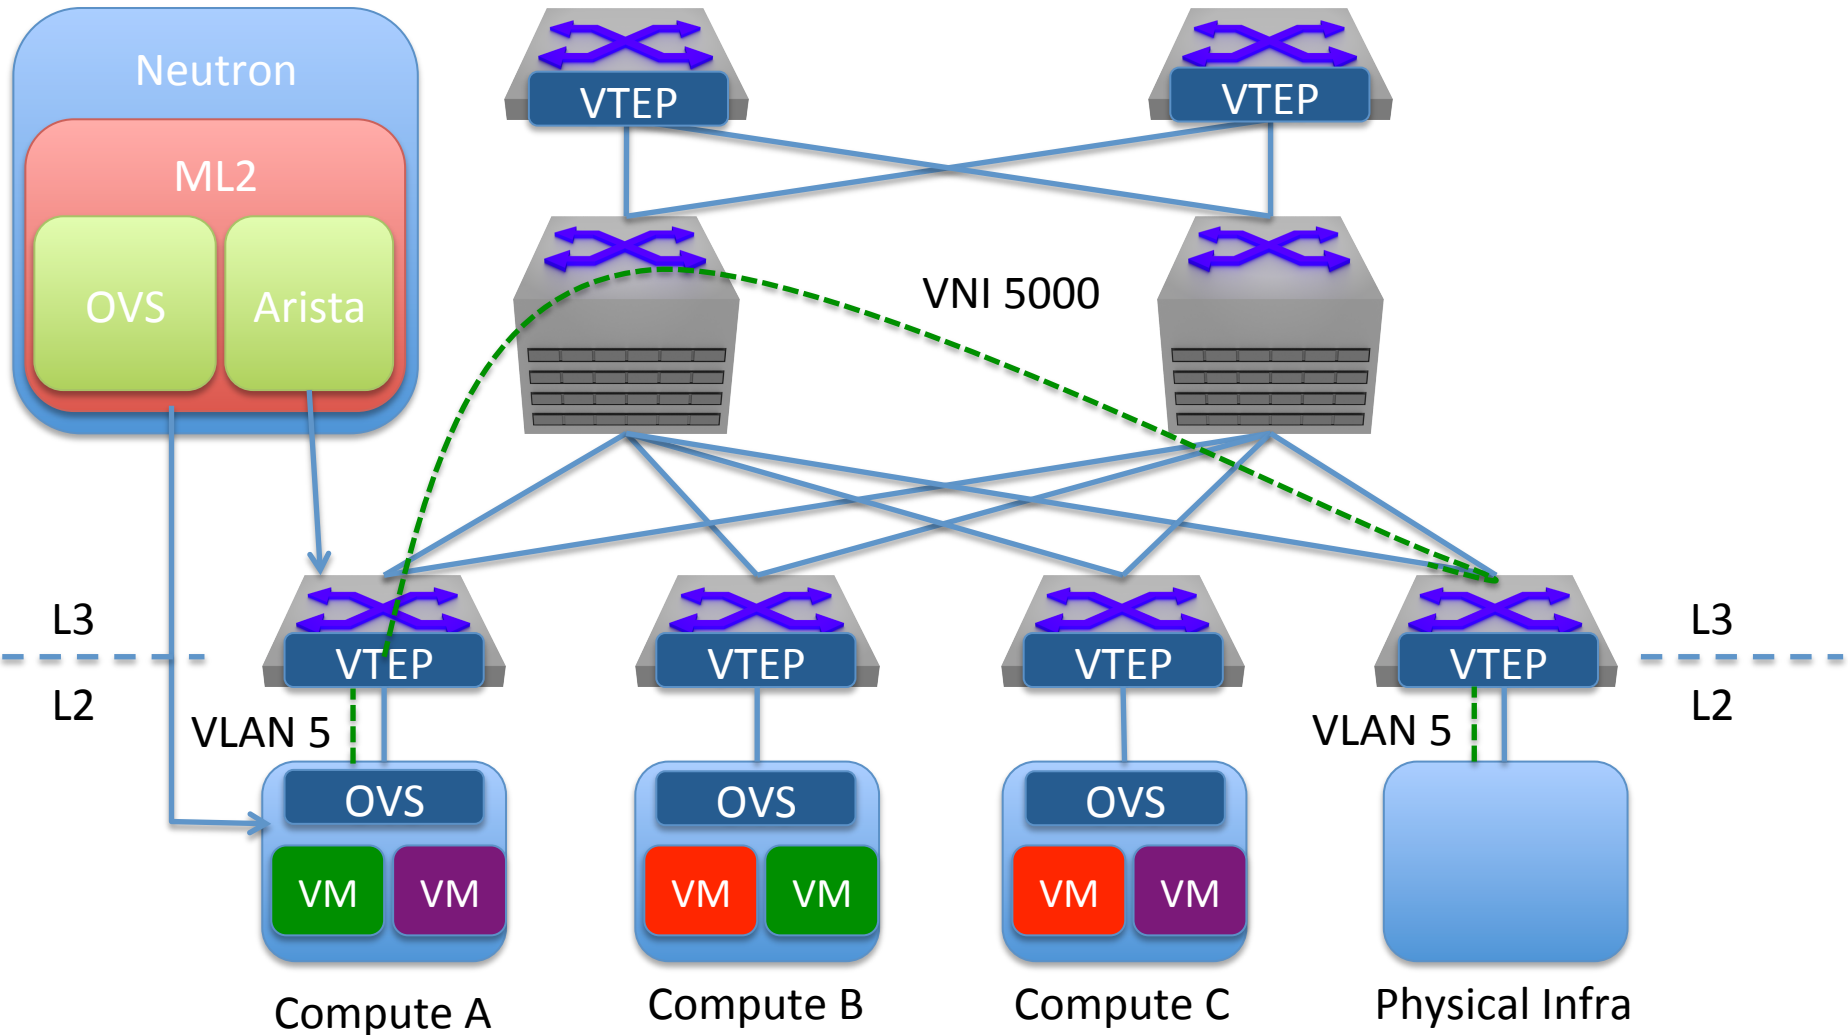 Neutron
ML2
OVS
Arista
VTEP
VTEP
VNI 5000
L3
L3
VTEP
VTEP
VTEP
VTEP
L2
L2
VLAN 5
VLAN 5
OVS
OVS
OVS
VM
VM
VM
VM
VM
VM
Compute A
Compute B
Compute C
Physical Infra